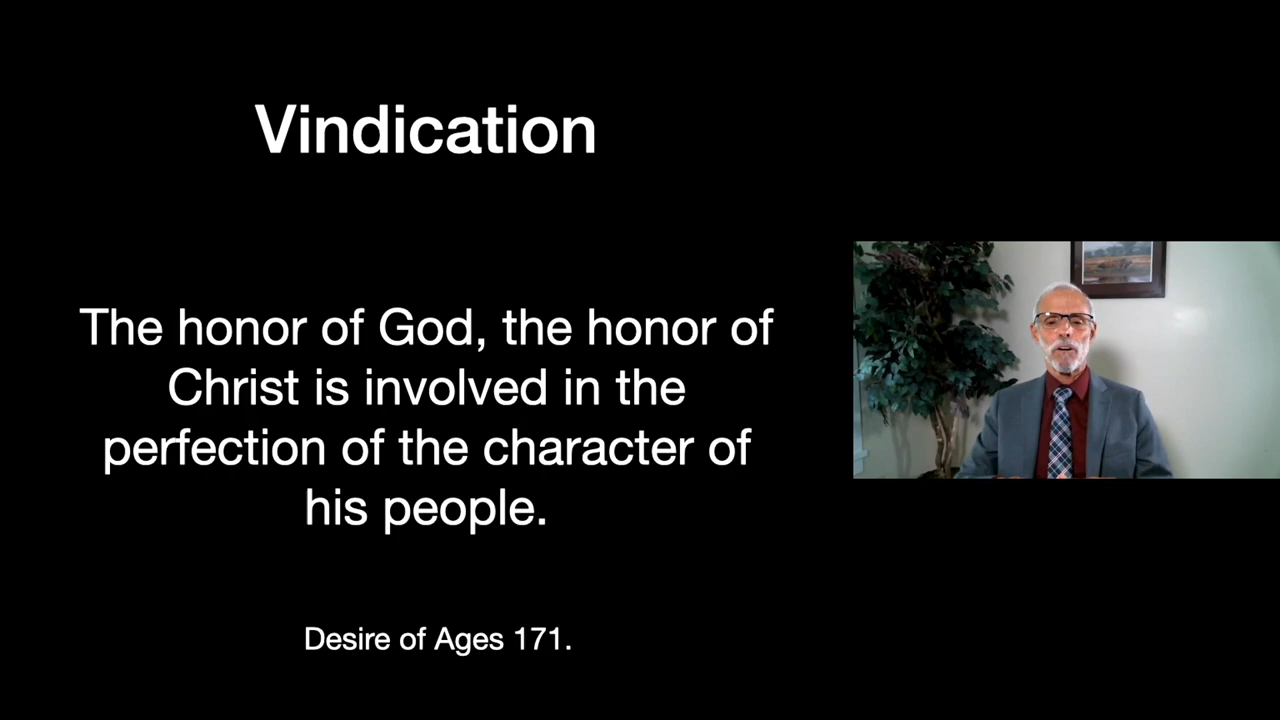 Vindication
The honor of God, the honor of
Christ is involved in the
perfection of the character of
his people.
Desire of Ages 171.